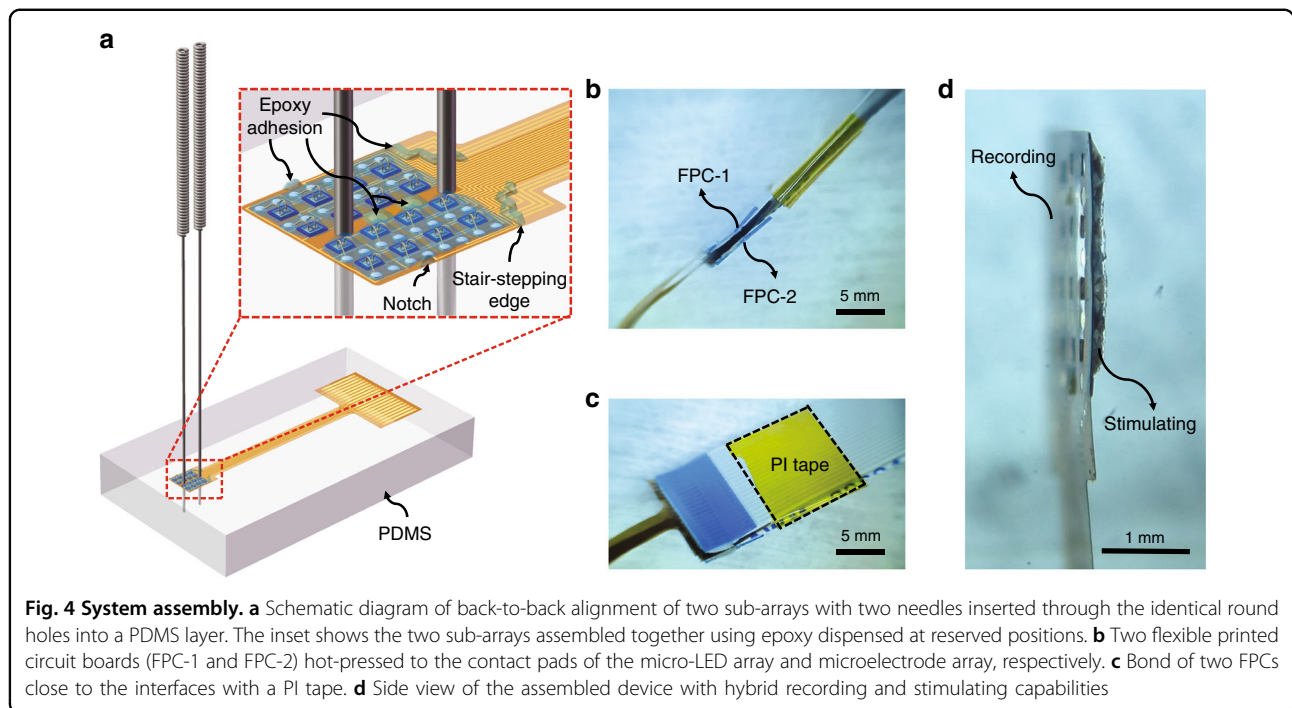 a
Epoxy
adhesion
Notch
Stair-stepping
edge
PDMS
b
FPC-1
FPC-2
5 mm
c
PI tape
5 mm
d
Recording
Stimulating
1 mm
Fig. 4 System assembly. a Schematic diagram of back-to-back alignment of two sub-arrays with two needles inserted through the identical round
holes into a PDMS layer. The inset shows the two sub-arrays assembled together using epoxy dispensed at reserved positions. b Two flexible printed
circuit boards (FPC-1 and FPC-2) hot-pressed to the contact pads of the micro-LED array and microelectrode array, respectively. c Bond of two FPCs
close to the interfaces with a PI tape. d Side view of the assembled device with hybrid recording and stimulating capabilities